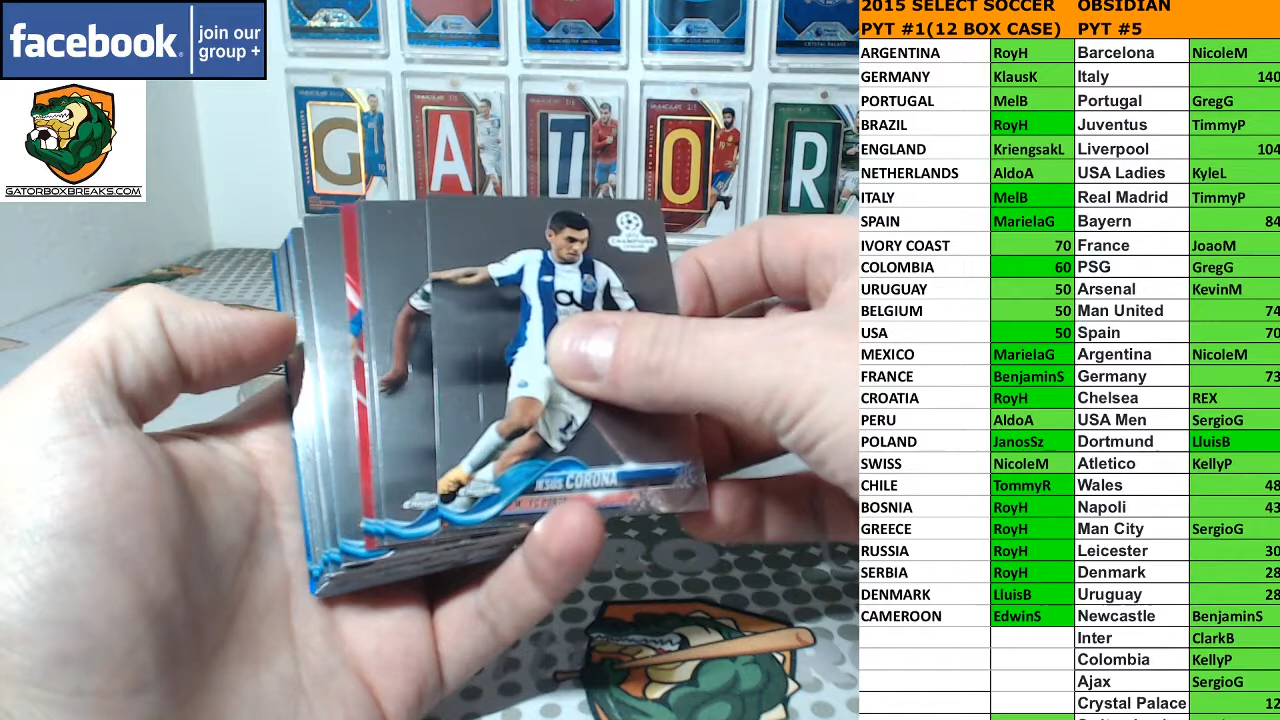 facebook
join our
group +
GATORBOXBREAKS.COM
G A T O R
UEFA
CHAMPIONS
LEAGUE
JESUS CORONA
2015 SELECT SOCCER OBSIDIAN
PYT #1(12 BOX CASE) PYT #5
ARGENTINA RoyH Barcelona NicoleM
GERMANY KlausK Italy 140
PORTUGAL MelB Portugal GregG
BRAZIL RoyH Juventus TimmyP
ENGLAND KriengsakL Liverpool 104
NETHERLANDS AldoA USA Ladies KyleL
ITALY MelB Real Madrid TimmyP
SPAIN MarielaG Bayern 84
IVORY COAST 70 France JoaoM
COLOMBIA 60 PSG GregG
URUGUAY 50 Arsenal KevinM
BELGIUM 50 Man United 74
USA 50 Spain 70
MEXICO MarielaG Argentina NicoleM
FRANCE BenjaminS Germany 73
CROATIA RoyH Chelsea REX
PERU AldoA USA Men SergioG
POLAND JanosSz Dortmund LluisB
SWISS NicoleM Atletico KellyP
CHILE TommyR Wales 48
BOSNIA RoyH Napoli 43
GREECE RoyH Man City SergioG
RUSSIA RoyH Leicester 30
SERBIA RoyH Denmark 28
DENMARK LluisB Uruguay 28
CAMEROON EdwinS Newcastle BenjaminS
Inter ClarkB
Colombia KellyP
Ajax SergioG
Crystal Palace 12